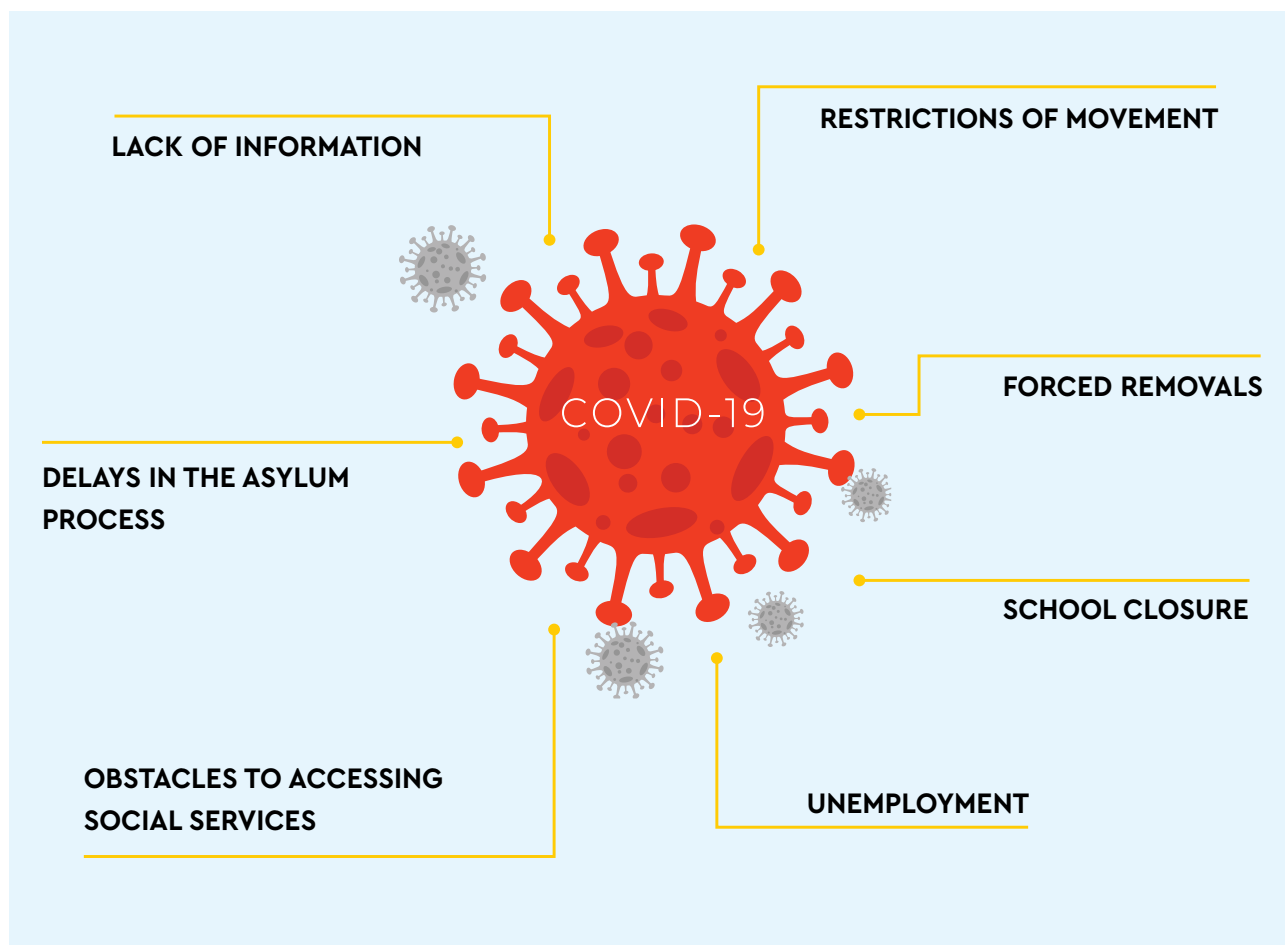 LACK OF INFORMATION
RESTRICTIONS OF MOVEMENT
COVID-19
FORCED REMOVALS
DELAYS IN THE ASYLUM
PROCESS
SCHOOL CLOSURE
OBSTACLES TO ACCESSING
SOCIAL SERVICES
UNEMPLOYMENT